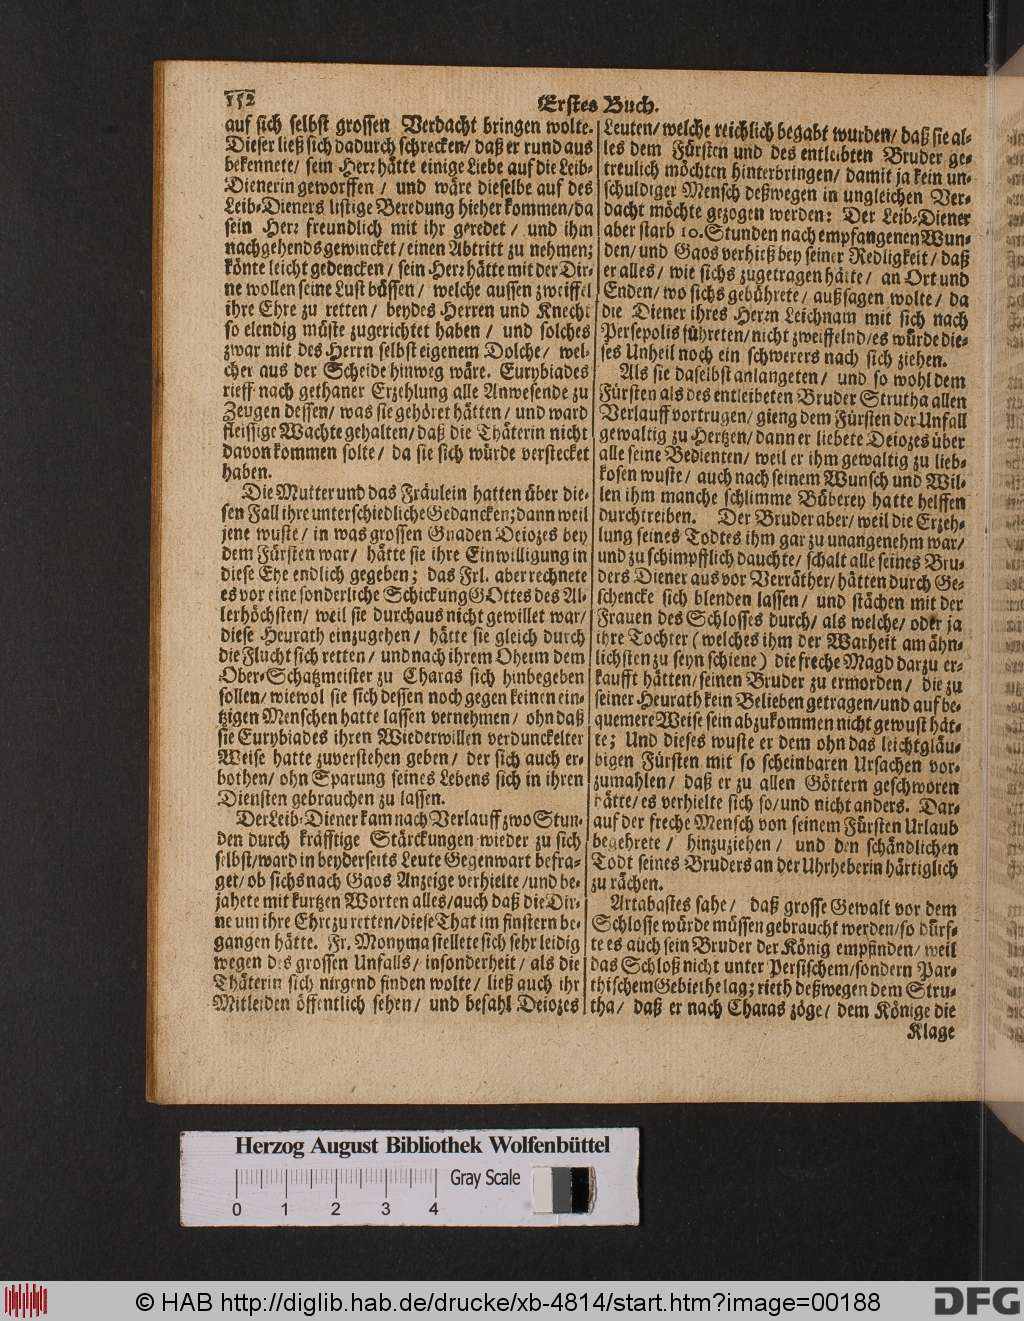 152
Erstes Buch.
auf sich selbst grossen Verdacht bringen wolte.
Dieser ließ sich dadurch schrecken/ daß er rund aus
bekennete/ sein Herr hätte einige Liebe auf die Leib-
Dienerin geworffen/ und wäre dieselbe auf des
Leib-Dieners listige Beredung hieher kommen/ da
sein Herr freundlich mit ihr geredet/ und ihm
nachgehends gewincket/ einen Abtritt zu nehmen;
könte leicht gedencken/ sein Herr hätte mit der Dir-
ne wollen seine Lust büssen/ welche aussen zweiffel
ihre Ehre zu retten/ beydes Herren und Knecht
so elendig müste zugerichtet haben/ und solches
zwar mit des Herrn selbst eigenem Dolche/ wel-
cher aus der Scheide hinweg wäre. Eurybiades
rieff nach gethaner Erzehlung alle Anwesende zu
Zeugen dessen/ was sie gehöret hätten/ und ward
fleissige Wachte gehalten/ daß die Thäterin nicht
davon kommen solte/ da sie sich würde verstecket
haben.
Die Mutter und das Fräulein hatten über die-
sen Fall ihre unterschiedliche Gedancken; dann weil
jene wuste/ in was grossen Gnaden Deiozes bey
dem Fürsten war/ hätte sie ihre Einwilligung in
diese Ehe endlich gegeben; das Frl. aber rechnete
es vor eine sonderliche Schickung GOttes des Al-
lerhöchsten/ weil sie durchaus nicht gewillet war/
diese Heurath einzugehen/ hätte sie gleich durch
die Flucht sich retten/ und nach ihrem Oheim dem
Ober-Schatzmeister zu Charas sich hinbegeben
sollen/ wiewol sie sich dessen noch gegen keinen ein-
tzigen Menschen hatte lassen vernehmen/ ohn daß
sie Eurybiades ihren Wiederwillen verdunckelter
Weise hatte zuverstehen geben/ der sich auch er-
bothen/ ohn Sparung seines Lebens sich in ihren
Diensten gebrauchen zu lassen.
Der Leib-Diener kam nach Verlauff zwo Stun-
den durch kräfftige Stärckungen wieder zu sich
selbst/ ward in beyderseits Leute Gegenwart befra-
get/ ob sichs nach Gaos Anzeige verhielte/ und be-
jahete mit kurtzen Worten alles/ auch daß die Dir-
ne um ihre Ehre zu retten/ diese That im finstern be-
gangen hätte. Fr. Monyma stellete sich sehr leidig
wegen des grossen Unfalls/ insonderheit/ als die
Thäterin sich nirgend finden wolte/ ließ auch ihr
Mitleiden öffentlich sehen/ und besahl Deiozes
Leuten/ welche reichlich begabt wurden/ daß sie al-
les dem Fürsten und des entleibten Bruder ge-
treulich möchten hinterbringen/ damit ja kein un-
schuldiger Mensch deßwegen in ungleichen Ver-
dacht möchte gezogen werden: Der Leib-Diener
aber starb 10. Stunden nach empfangenen Wun-
den/ und Gaos verhieß bey seiner Redligkeit/ daß
er alles/ wie sichs zugetragen hätte/ an Ort und
Enden/ wo sichs gebührete/ außsagen wolte/ da
die Diener ihres Herrn Leichnam mit sich nach
Persepolis führeten/ nicht zweiffelnd/ es würde die-
ses Unheil noch ein schwerers nach sich ziehen.
Als sie daselbst anlangeten/ und so wohl dem
Fürsten als des entleibeten Bruder Strutha allen
Verlauff vortrugen/ gieng dem Fürsten der Unfall
gewaltig zu Hertzen/ dann er liebete Deiozes über
alle seine Bedienten/ weil er ihm gewaltig zu lieb-
kosen wuste/ auch nach seinem Wunsch und Wil-
len ihm manche schlimme Büberey hatte helffen
durchtreiben. Der Bruder aber/ weil die Erzeh-
lung seines Todtes ihm gar zu unangenehm war/
und zu schimpfflich dauchte/ schalt alle seines Bru-
ders Diener aus vor Verräther/ hätten durch Ge-
schencke sich blenden lassen/ und stächen mit der
Frauen des Schlosses durch/ als welche/ oder ja
ihre Tochter (welches ihm der Warheit am ähn-
lichsten zu seyn schiene) die freche Magd darzu er-
kaufft hätten/ seinen Bruder zu ermorden/ die zu
seiner Heurath kein Belieben getragen/ und auf be-
quemere Weise sein abzukommen nicht gewust hät-
te; Und dieses wuste er dem ohn das leichtgläu-
bigen Fürsten mit so scheinbaren Ursachen vor-
zumahlen/ daß er zu allen Göttern geschworen
hätte/ es verhielte sich so/ und nicht anders. Dar-
auf der freche Mensch von seinem Fürsten Urlaub
begehrete/ hinzuziehen/ und den schändlichen
Todt seines Bruders an der Uhrheberin härtiglich
zu rächen.
Artabastes sahe/ daß grosse Gewalt vor dem
Schlosse würde müssen gebraucht werden/ so dürf-
te es auch sein Bruder der König empfinden/ weil
das Schloß nicht unter Persischem/ sondern Par-
thischem Gebiethe lag; rieth deßwegen dem Stru-
tha/ daß er nach Charas zöge/ dem Könige die
Klage
Herzog August Bibliothek Wolfenbüttel
Gray Scale
0 1 2 3 4
© HAB http://diglib.hab.de/drucke/xb-4814/start.htm?image=00188
DFG